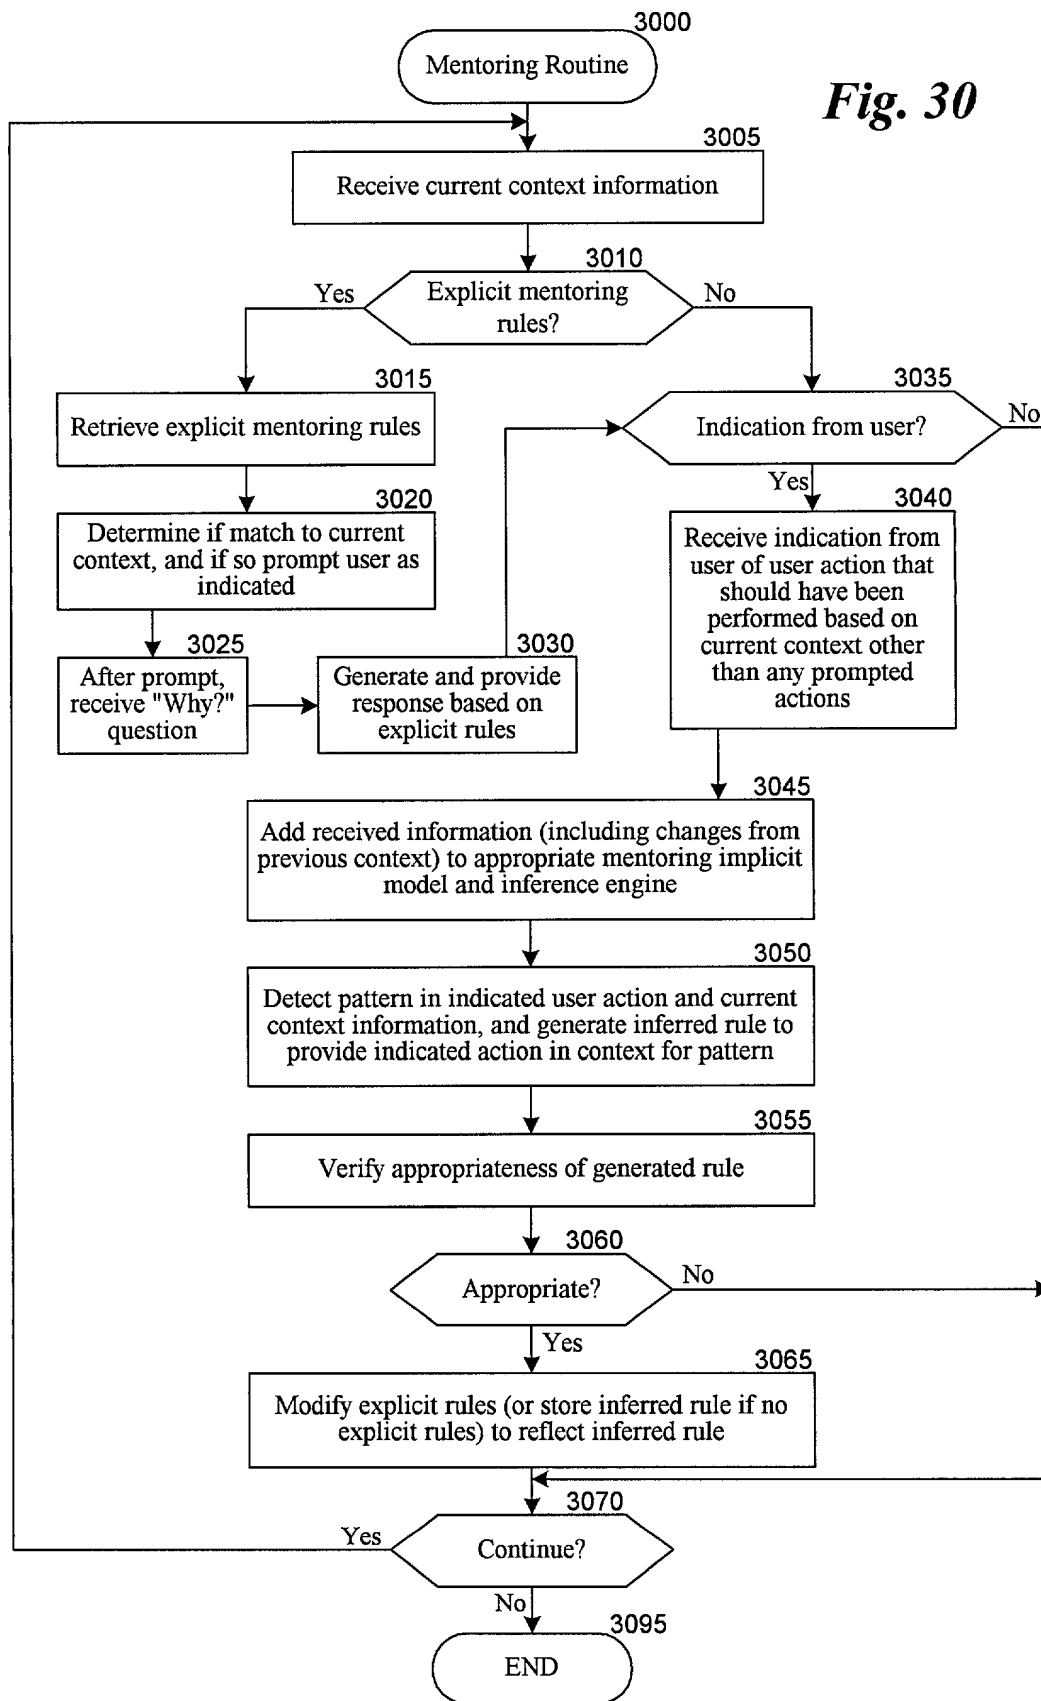 3000
Mentoring Routine
Fig. 30
3005
Receive current context information
3010
Explicit mentoring
rules?
Yes
No
3015
Retrieve explicit mentoring rules
3035
Indication from user?
No
Yes
3020
Determine if match to current
context, and if so prompt user as
indicated
3040
Receive indication from
user of user action that
should have been
performed based on
current context other
than any prompted
actions
3025
After prompt,
receive "Why?"
question
3030
Generate and provide
response based on
explicit rules
3045
Add received information (including changes from
previous context) to appropriate mentoring implicit
model and inference engine
3050
Detect pattern in indicated user action and current
context information, and generate inferred rule to
provide indicated action in context for pattern
3055
Verify appropriateness of generated rule
3060
Appropriate?
No
Yes
3065
Modify explicit rules (or store inferred rule if no
explicit rules) to reflect inferred rule
3070
Continue?
Yes
No
3095
END